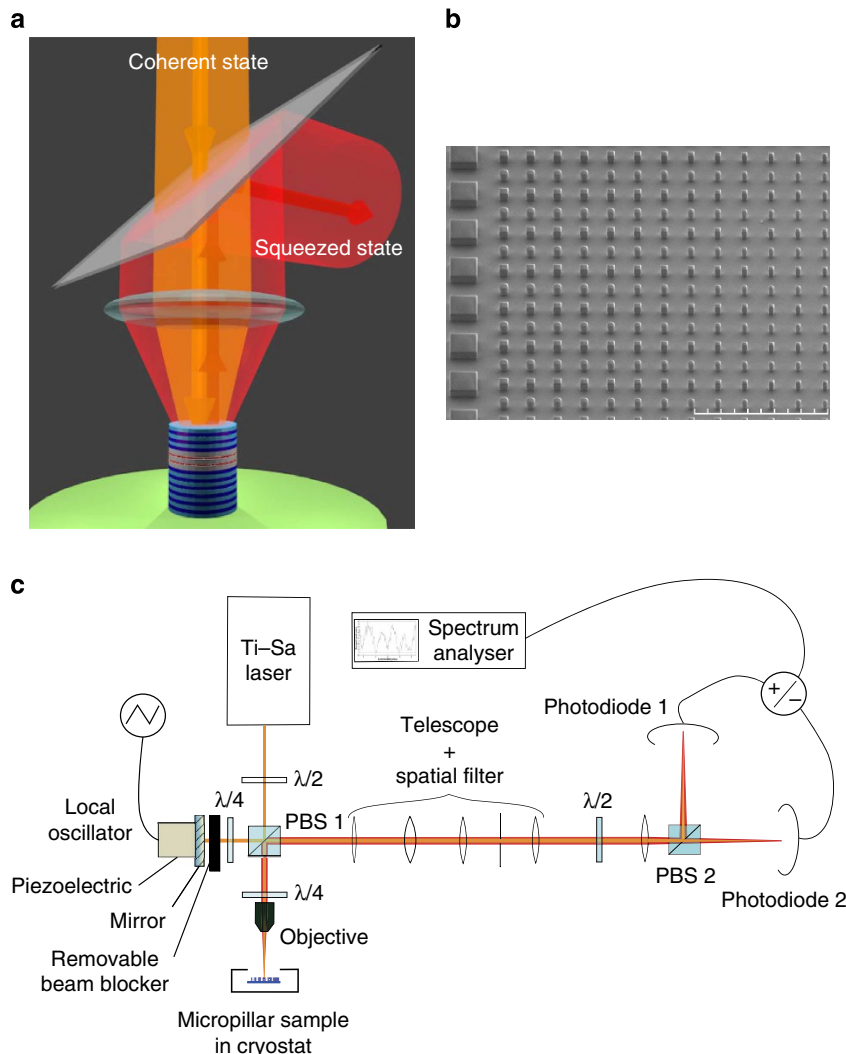 a
b
Coherent state
Squeezed state
c
Ti–Sa
laser
Spectrum
analyser
+/−
Photodiode 1
Telescope
+
spatial filter
λ/2
λ/4
λ/2
Local
oscillator
PBS 1
Piezoelectric
PBS 2
λ/4
Photodiode 2
Mirror
Objective
Removable
beam blocker
Micropillar sample
in cryostat